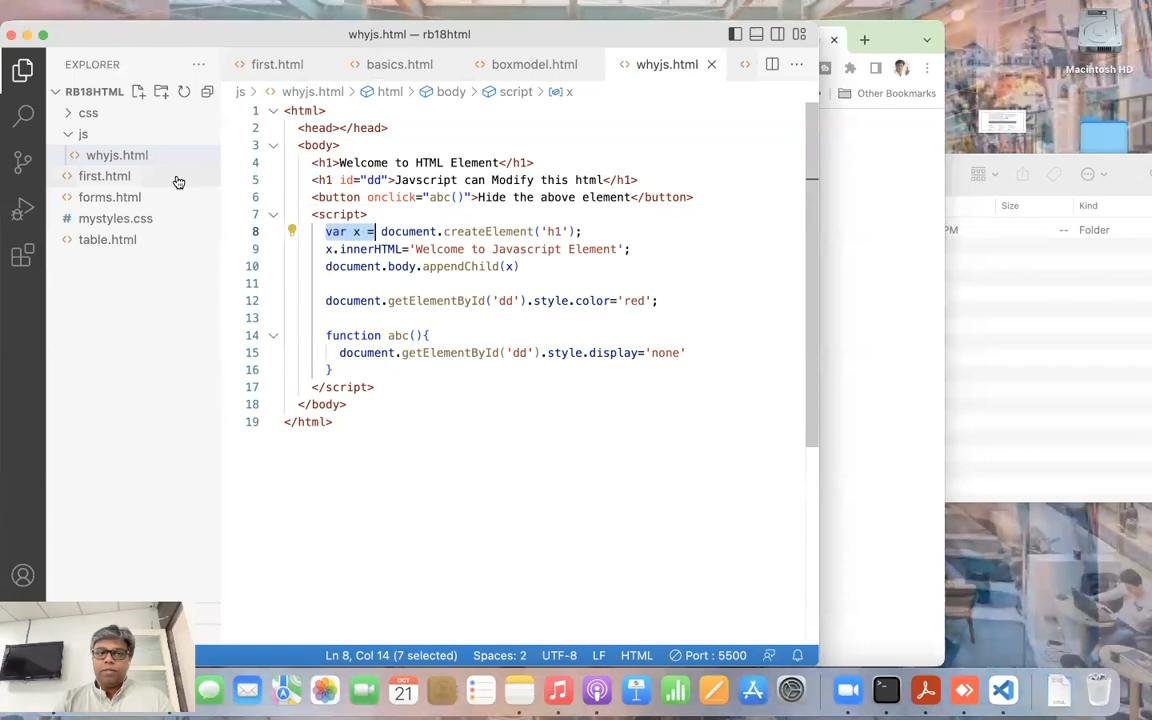 whyjs.html — rb18html
EXPLORER
RB18HTML
css
js
whyjs.html
first.html
forms.html
mystyles.css
table.html
first.html
basics.html
boxmodel.html
whyjs.html
js > whyjs.html > html > body > script > x
1 <html>
2 <head></head>
3 <body>
4 <h1>Welcome to HTML Element</h1>
5 <h1 id="dd">Javscript can Modify this html</h1>
6 <button onclick="abc()">Hide the above element</button>
7 <script>
8 var x = document.createElement('h1');
9 x.innerHTML='Welcome to Javascript Element';
10 document.body.appendChild(x)
11
12 document.getElementById('dd').style.color='red';
13
14 function abc(){
15 document.getElementById('dd').style.display='none'
16 }
17 </script>
18 </body>
19 </html>
Ln 8, Col 14 (7 selected) Spaces: 2 UTF-8 LF HTML Port : 5500
Other Bookmarks
Macintosh HD
Size Kind
PM -- Folder
OCT
21